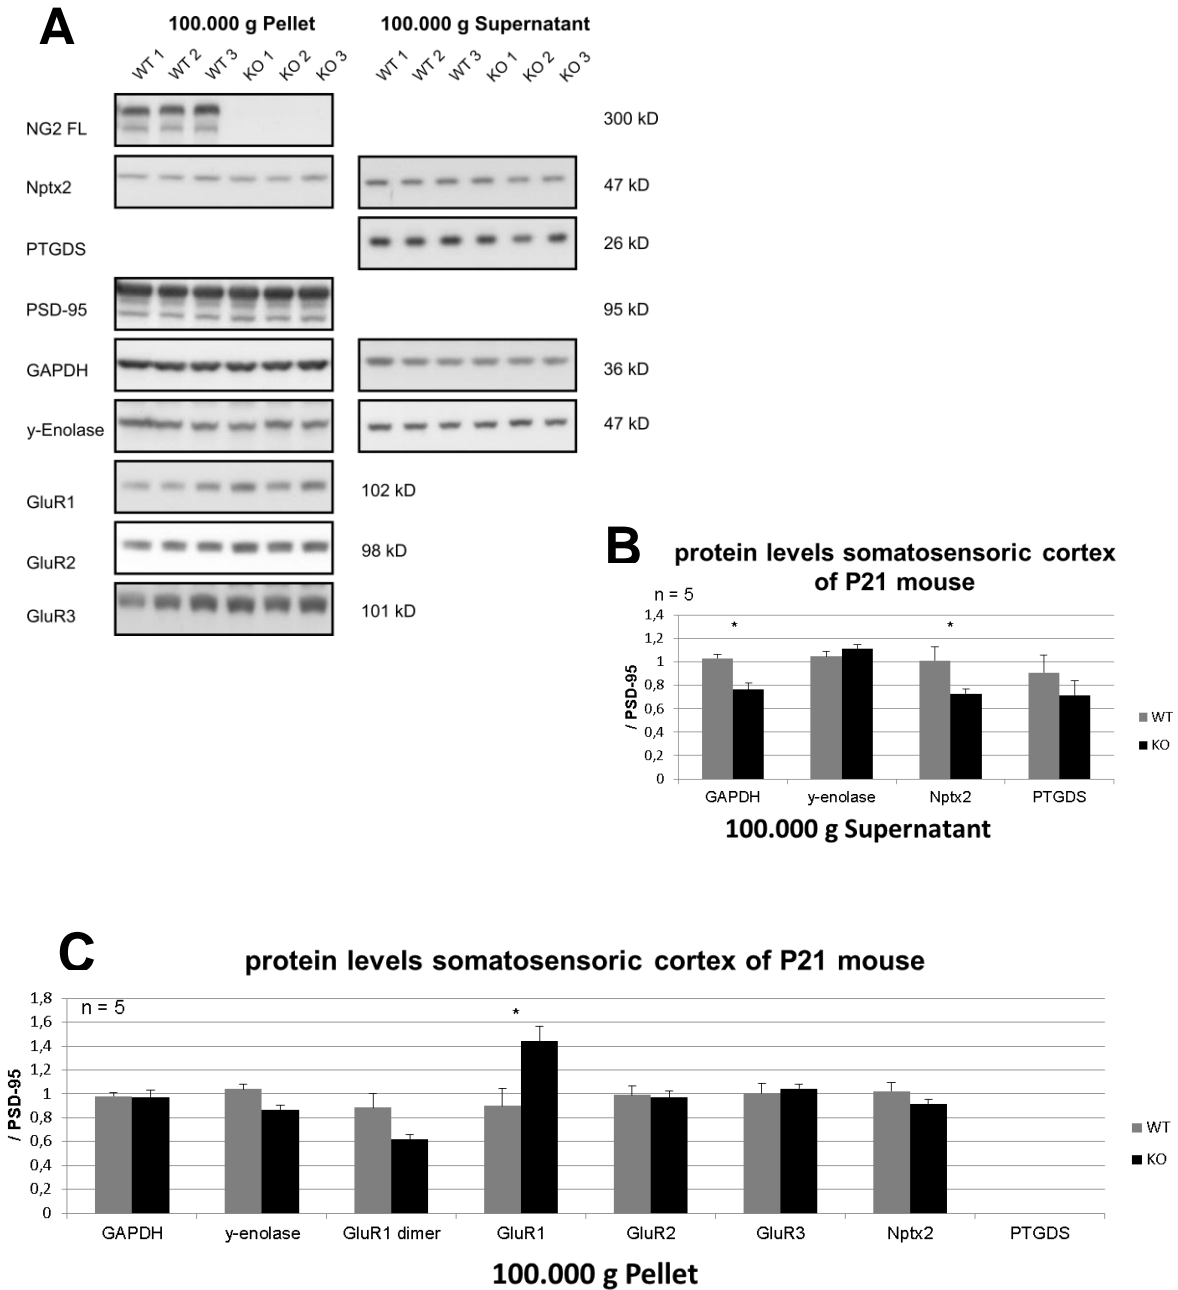 A
100.000 g Pellet
100.000 g Supernatant
WT 1
WT 2
WT 3
KO 1
KO 2
KO 3
WT 1
WT 2
WT 3
KO 1
KO 2
KO 3
NG2 FL
300 kD
Nptx2
47 kD
PTGDS
26 kD
PSD-95
95 kD
GAPDH
36 kD
y-Enolase
47 kD
GluR1
102 kD
GluR2
98 kD
GluR3
101 kD
B
protein levels somatosensoric cortex
of P21 mouse
n = 5
/ PSD-95
1,4
1,2
1
0,8
0,6
0,4
0,2
0
*
*
WT
KO
GAPDH
y-enolase
Nptx2
PTGDS
100.000 g Supernatant
C
protein levels somatosensoric cortex of P21 mouse
n = 5
/ PSD-95
1,8
1,6
1,4
1,2
1
0,8
0,6
0,4
0,2
0
*
WT
KO
GAPDH
y-enolase
GluR1 dimer
GluR1
GluR2
GluR3
Nptx2
PTGDS
100.000 g Pellet